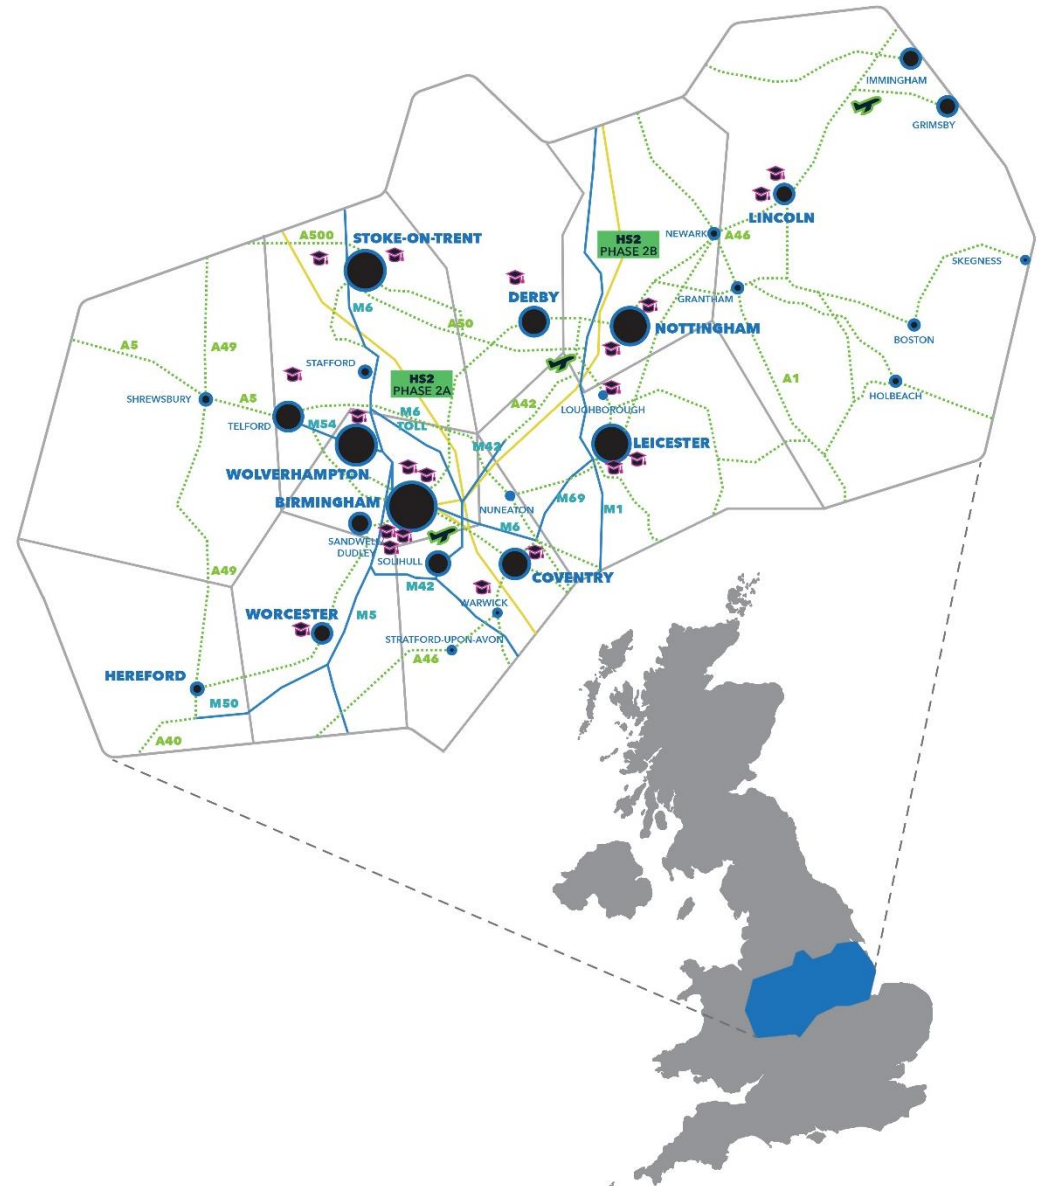 IMMINGHAM
GRIMSBY
LINCOLN
NEWARK
A46
A500
STOKE-ON-TRENT
HS2
PHASE 2B
SKEGNESS
GRANTHAM
DERBY
M6
A50
NOTTINGHAM
BOSTON
A5
A49
STAFFORD
HS2
PHASE 2A
A1
HOLBEACH
SHREWSBURY
A5
TELFORD
M54
M6
TOLL
A42
LOUGHBOROUGH
LEICESTER
M42
WOLVERHAMPTON
BIRMINGHAM
NUNEATON
M69
M1
M6
SANDWELL/
DUDLEY
SOLIHULL
COVENTRY
A49
M42
WARWICK
WORCESTER
M5
STRATFORD-UPON-AVON
A46
HEREFORD
M50
A40